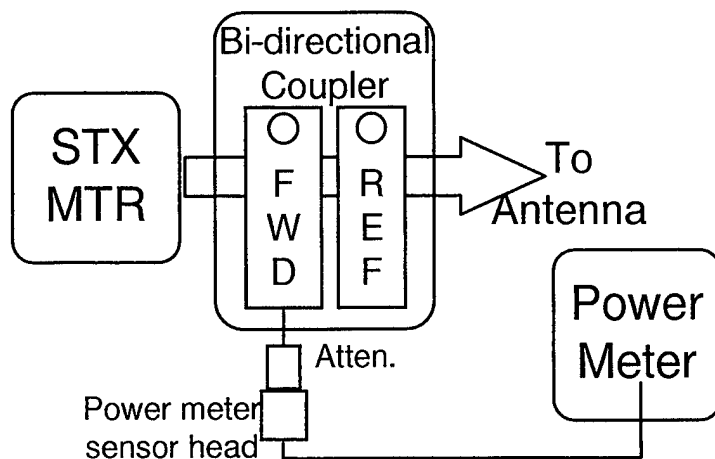 Bi-directional
Coupler
STX
MTR
F
W
D
R
E
F
To
Antenna
Atten.
Power meter
sensor head
Power
Meter